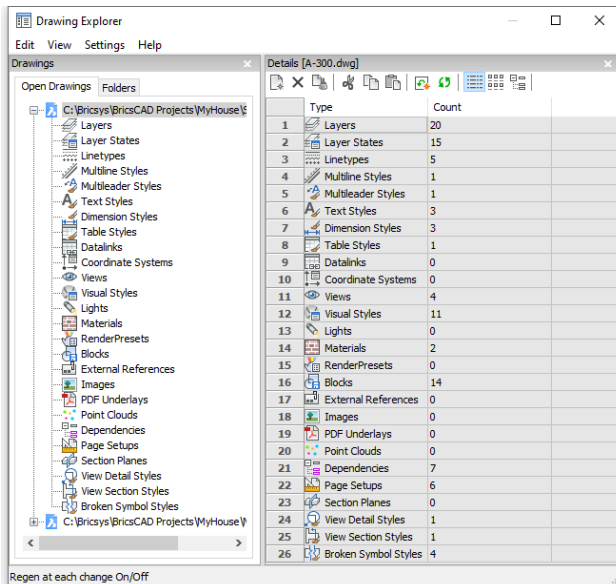 Drawing Explorer
Edit View Settings Help
Drawings
Open Drawings Folders
C:\Bricsys\BricsCAD Projects\MyHouse\S
Layers
Layer States
Linetypes
Multiline Styles
Multileader Styles
Text Styles
Dimension Styles
Table Styles
Datalinks
Coordinate Systems
Views
Visual Styles
Lights
Materials
RenderPresets
Blocks
External References
Images
PDF Underlays
Point Clouds
Dependencies
Page Setups
Section Planes
View Detail Styles
View Section Styles
Broken Symbol Styles
C:\Bricsys\BricsCAD Projects\MyHouse\
Details [A-300.dwg]
Type Count
1 Layers 20
2 Layer States 15
3 Linetypes 5
4 Multiline Styles 1
5 Multileader Styles 1
6 Text Styles 3
7 Dimension Styles 3
8 Table Styles 1
9 Datalinks 0
10 Coordinate Systems 0
11 Views 4
12 Visual Styles 11
13 Lights 0
14 Materials 2
15 RenderPresets 0
16 Blocks 14
17 External References 0
18 Images 0
19 PDF Underlays 0
20 Point Clouds 0
21 Dependencies 7
22 Page Setups 6
23 Section Planes 0
24 View Detail Styles 1
25 View Section Styles 1
26 Broken Symbol Styles 4
Regen at each change On/Off